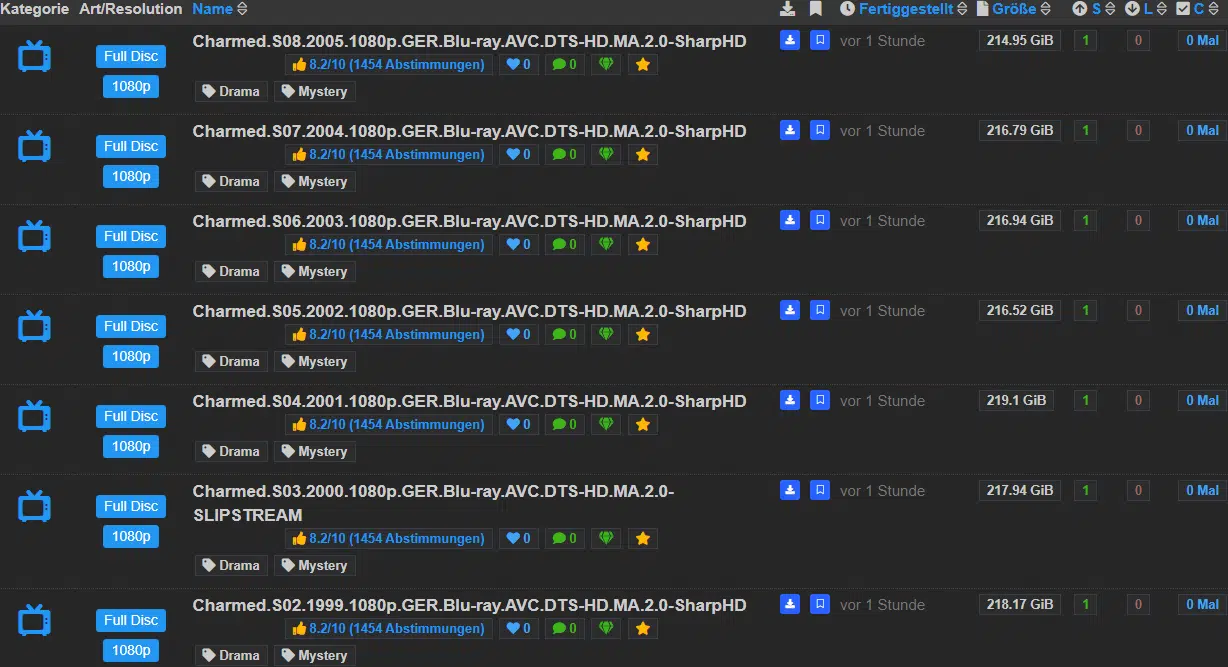 Kategorie Art/Resolution Name Fertiggestellt Größe S L C
Charmed.S08.2005.1080p.GER.Blu-ray.AVC.DTS-HD.MA.2.0-SharpHD vor 1 Stunde 214.95 GiB 1 0 0 Mal
Full Disc 8.2/10 (1454 Abstimmungen) 0 0
1080p Drama Mystery
Charmed.S07.2004.1080p.GER.Blu-ray.AVC.DTS-HD.MA.2.0-SharpHD vor 1 Stunde 216.79 GiB 1 0 0 Mal
Full Disc 8.2/10 (1454 Abstimmungen) 0 0
1080p Drama Mystery
Charmed.S06.2003.1080p.GER.Blu-ray.AVC.DTS-HD.MA.2.0-SharpHD vor 1 Stunde 216.94 GiB 1 0 0 Mal
Full Disc 8.2/10 (1454 Abstimmungen) 0 0
1080p Drama Mystery
Charmed.S05.2002.1080p.GER.Blu-ray.AVC.DTS-HD.MA.2.0-SharpHD vor 1 Stunde 216.52 GiB 1 0 0 Mal
Full Disc 8.2/10 (1454 Abstimmungen) 0 0
1080p Drama Mystery
Charmed.S04.2001.1080p.GER.Blu-ray.AVC.DTS-HD.MA.2.0-SharpHD vor 1 Stunde 219.1 GiB 1 0 0 Mal
Full Disc 8.2/10 (1454 Abstimmungen) 0 0
1080p Drama Mystery
Charmed.S03.2000.1080p.GER.Blu-ray.AVC.DTS-HD.MA.2.0- vor 1 Stunde 217.94 GiB 1 0 0 Mal
Full Disc SLIPSTREAM
1080p 8.2/10 (1454 Abstimmungen) 0 0
Drama Mystery
Charmed.S02.1999.1080p.GER.Blu-ray.AVC.DTS-HD.MA.2.0-SharpHD vor 1 Stunde 218.17 GiB 1 0 0 Mal
Full Disc 8.2/10 (1454 Abstimmungen) 0 0
1080p Drama Mystery